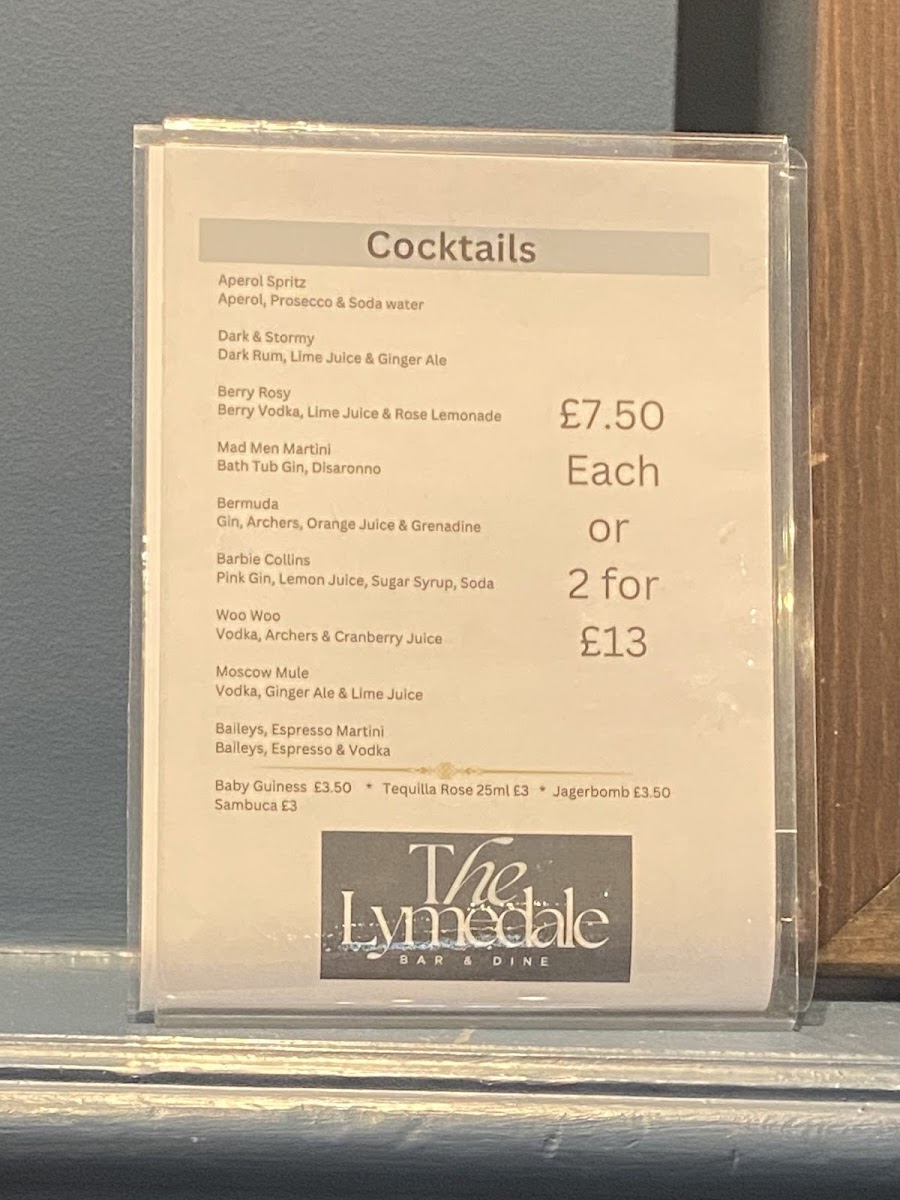 Cocktails
Aperol Spritz
Aperol, Prosecco & Soda water
Dark & Stormy
Dark Rum, Lime Juice & Ginger Ale
Berry Rosy
Berry Vodka, Lime Juice & Rose Lemonade
Mad Men Martini
Bath Tub Gin, Disaronno
Bermuda
Gin, Archers, Orange Juice & Grenadine
Barbie Collins
Pink Gin, Lemon Juice, Sugar Syrup, Soda
Woo Woo
Vodka, Archers & Cranberry Juice
Moscow Mule
Vodka, Ginger Ale & Lime Juice
Baileys, Espresso Martini
Baileys, Espresso & Vodka
£7.50
Each
or
2 for
£13
Baby Guiness £3.50 * Tequilla Rose 25ml £3 * Jagerbomb £3.50
Sambuca £3
The
Lymedale
BAR & DINE